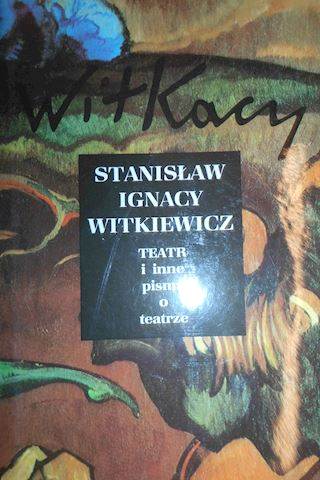 Witkacy
STANISŁAW
IGNACY
WITKIEWICZ
TEATR
i inne
pisma
o
teatrze